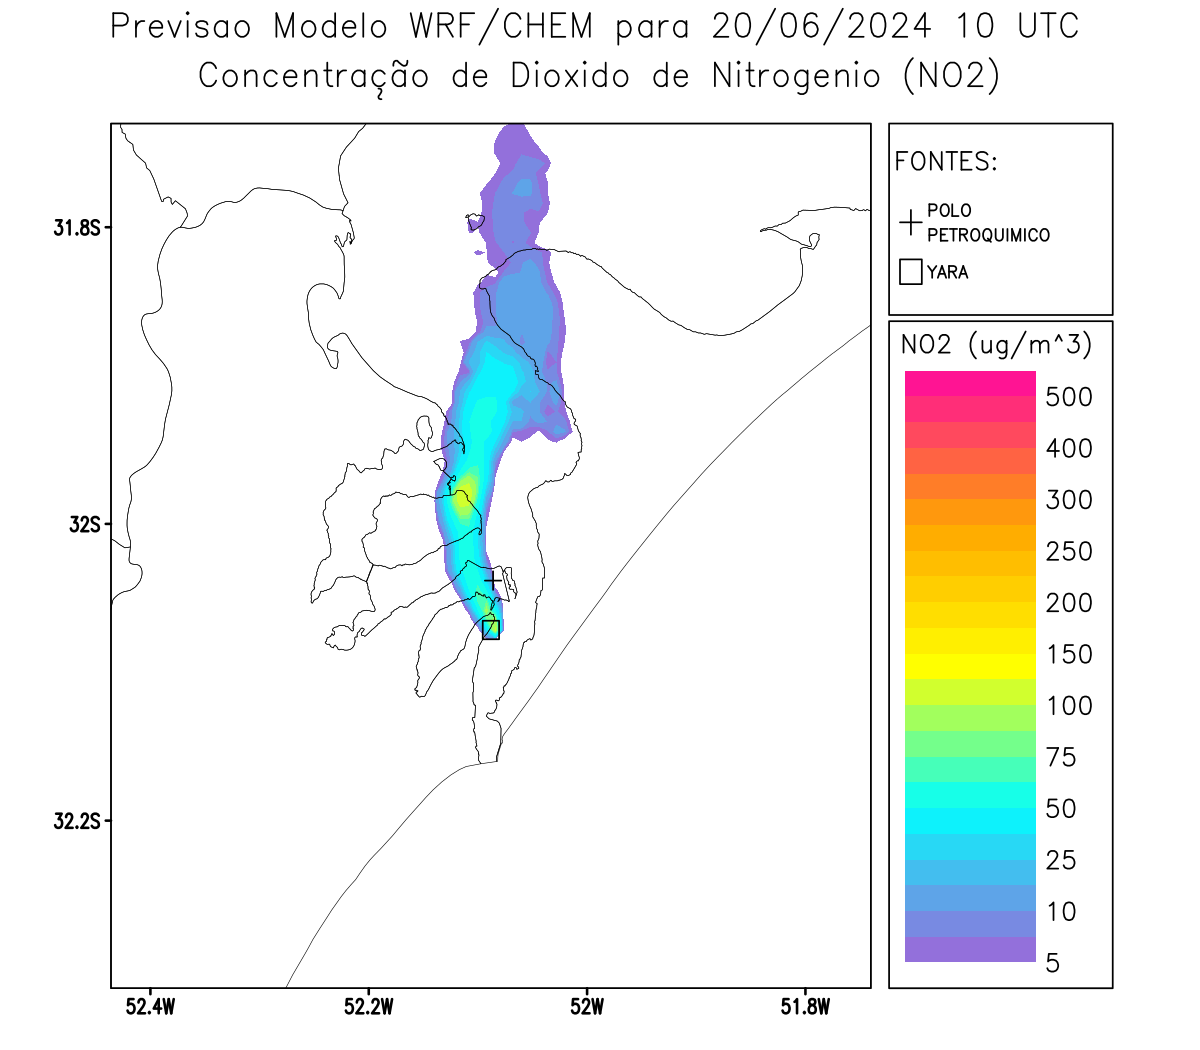 Previsao Modelo WRF/CHEM para 20/06/2024 10 UTC
Concentração de Dioxido de Nitrogenio (NO2)
FONTES:
POLO
PETROQUIMICO
YARA
NO2 (ug/m^3)
500
400
300
250
200
150
100
75
50
25
10
5
31.8S
32S
32.2S
52.4W
52.2W
52W
51.8W